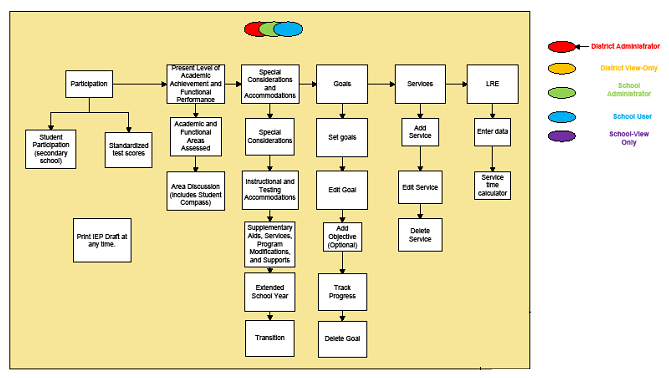 Participation
Present Level of
Academic
Achievement and
Functional
Performance
Special
Considerations
and
Accommodations
Goals
Services
LRE
Student
Participation
(secondary
school)
Standardized
test scores
Academic and
Functional
Areas
Assessed
Special
Considerations
Set goals
Add
Service
Enter data
Area Discussion
(includes Student
Compass)
Instructional and
Testing
Accommodations
Edit Goal
Edit Service
Service
time
calculator
Print IEP Draft at
any time.
Supplementary
Aids, Services,
Program
Modifications,
and Supports
Add
Objective
(Optional)
Delete
Service
Extended
School Year
Track
Progress
Transition
Delete Goal
District Administrator
District View-Only
School
Administrator
School User
School-View
Only